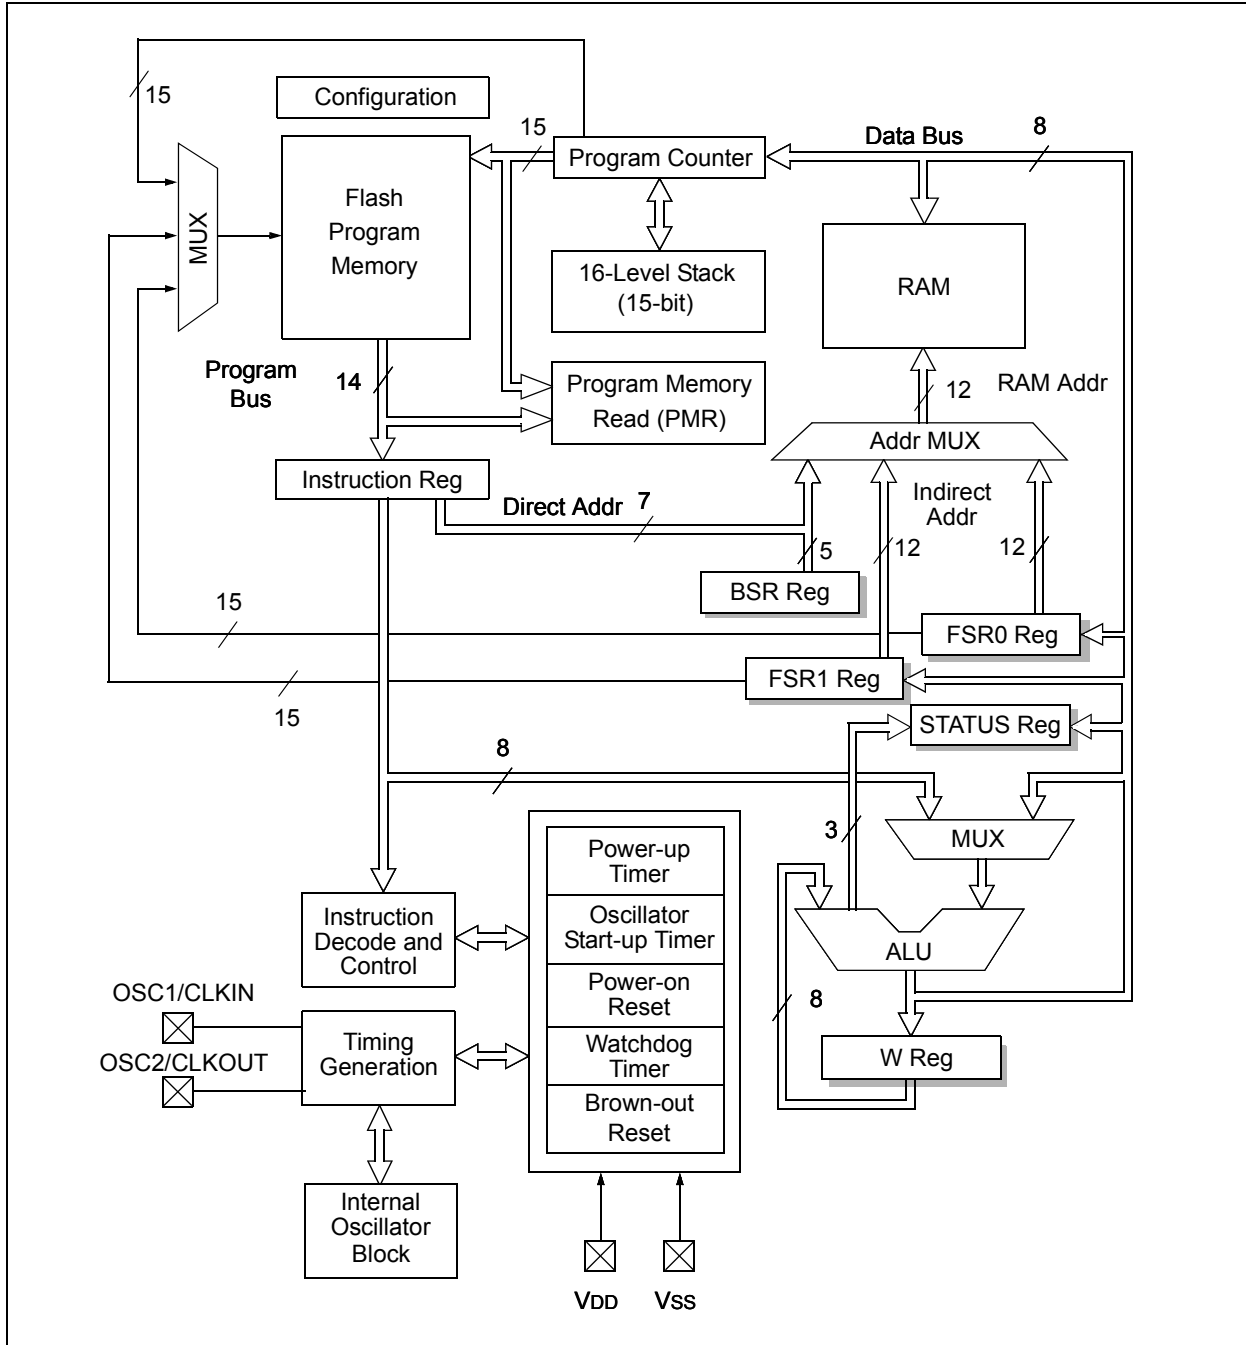 15
Configuration
15
Program Counter
Data Bus
8
MUX
Flash
Program
Memory
16-Level Stack
(15-bit)
RAM
Program
Bus
14
Program Memory
Read (PMR)
12
RAM Addr
Addr MUX
Instruction Reg
Direct Addr
7
Indirect
Addr
5
12
12
BSR Reg
15
FSR0 Reg
15
FSR1 Reg
STATUS Reg
8
3
MUX
Power-up
Timer
Oscillator
Start-up Timer
Power-on
Reset
Watchdog
Timer
Brown-out
Reset
Instruction
Decode and
Control
ALU
8
W Reg
OSC1/CLKIN
OSC2/CLKOUT
Timing
Generation
Internal
Oscillator
Block
VDD
VSS